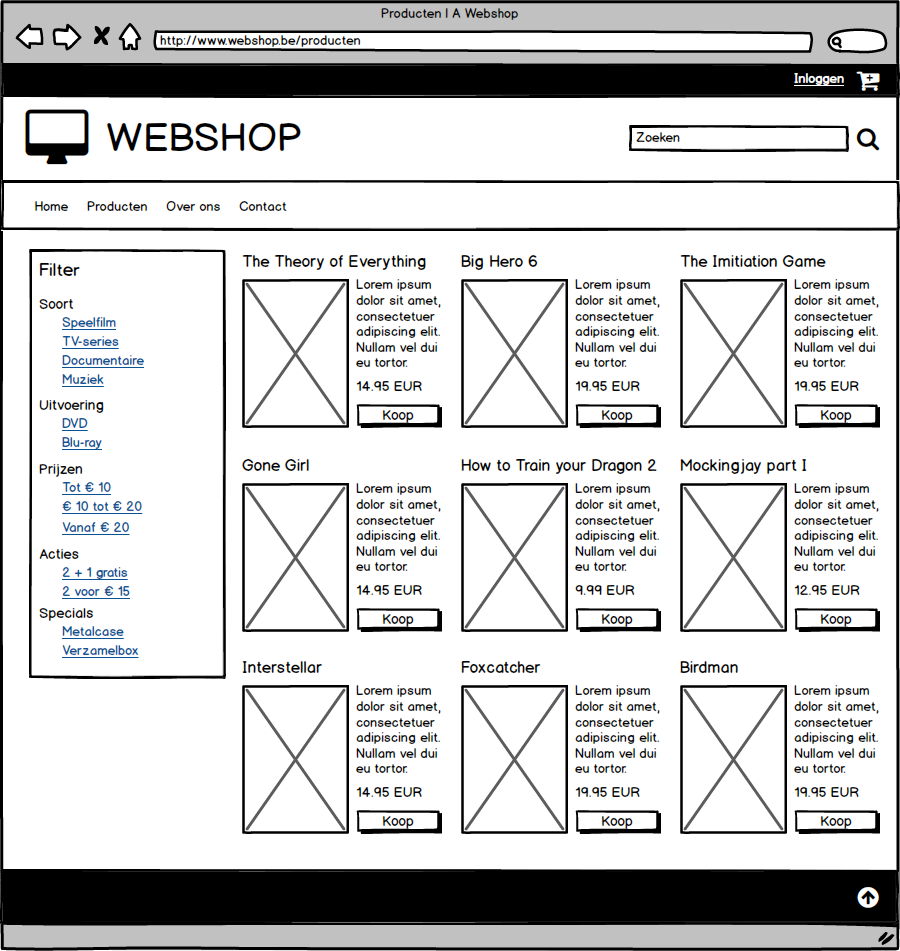 Producten | A Webshop
http://www.webshop.be/producten
Inloggen
WEBSHOP
Zoeken
Home Producten Over ons Contact
Filter
Soort
Speelfilm
TV-series
Documentaire
Muziek
Uitvoering
DVD
Blu-ray
Prijzen
Tot € 10
€ 10 tot € 20
Vanaf € 20
Acties
2 + 1 gratis
2 voor € 15
Specials
Metalcase
Verzamelbox
The Theory of Everything
Lorem ipsum
dolor sit amet,
consectetuer
adipiscing elit.
Nullam vel dui
eu tortor.
14.95 EUR
Koop
Big Hero 6
Lorem ipsum
dolor sit amet,
consectetuer
adipiscing elit.
Nullam vel dui
eu tortor.
19.95 EUR
Koop
The Imitiation Game
Lorem ipsum
dolor sit amet,
consectetuer
adipiscing elit.
Nullam vel dui
eu tortor.
19.95 EUR
Koop
Gone Girl
Lorem ipsum
dolor sit amet,
consectetuer
adipiscing elit.
Nullam vel dui
eu tortor.
14.95 EUR
Koop
How to Train your Dragon 2
Lorem ipsum
dolor sit amet,
consectetuer
adipiscing elit.
Nullam vel dui
eu tortor.
9.99 EUR
Koop
Mockingjay part I
Lorem ipsum
dolor sit amet,
consectetuer
adipiscing elit.
Nullam vel dui
eu tortor.
12.95 EUR
Koop
Interstellar
Lorem ipsum
dolor sit amet,
consectetuer
adipiscing elit.
Nullam vel dui
eu tortor.
14.95 EUR
Koop
Foxcatcher
Lorem ipsum
dolor sit amet,
consectetuer
adipiscing elit.
Nullam vel dui
eu tortor.
19.95 EUR
Koop
Birdman
Lorem ipsum
dolor sit amet,
consectetuer
adipiscing elit.
Nullam vel dui
eu tortor.
19.95 EUR
Koop